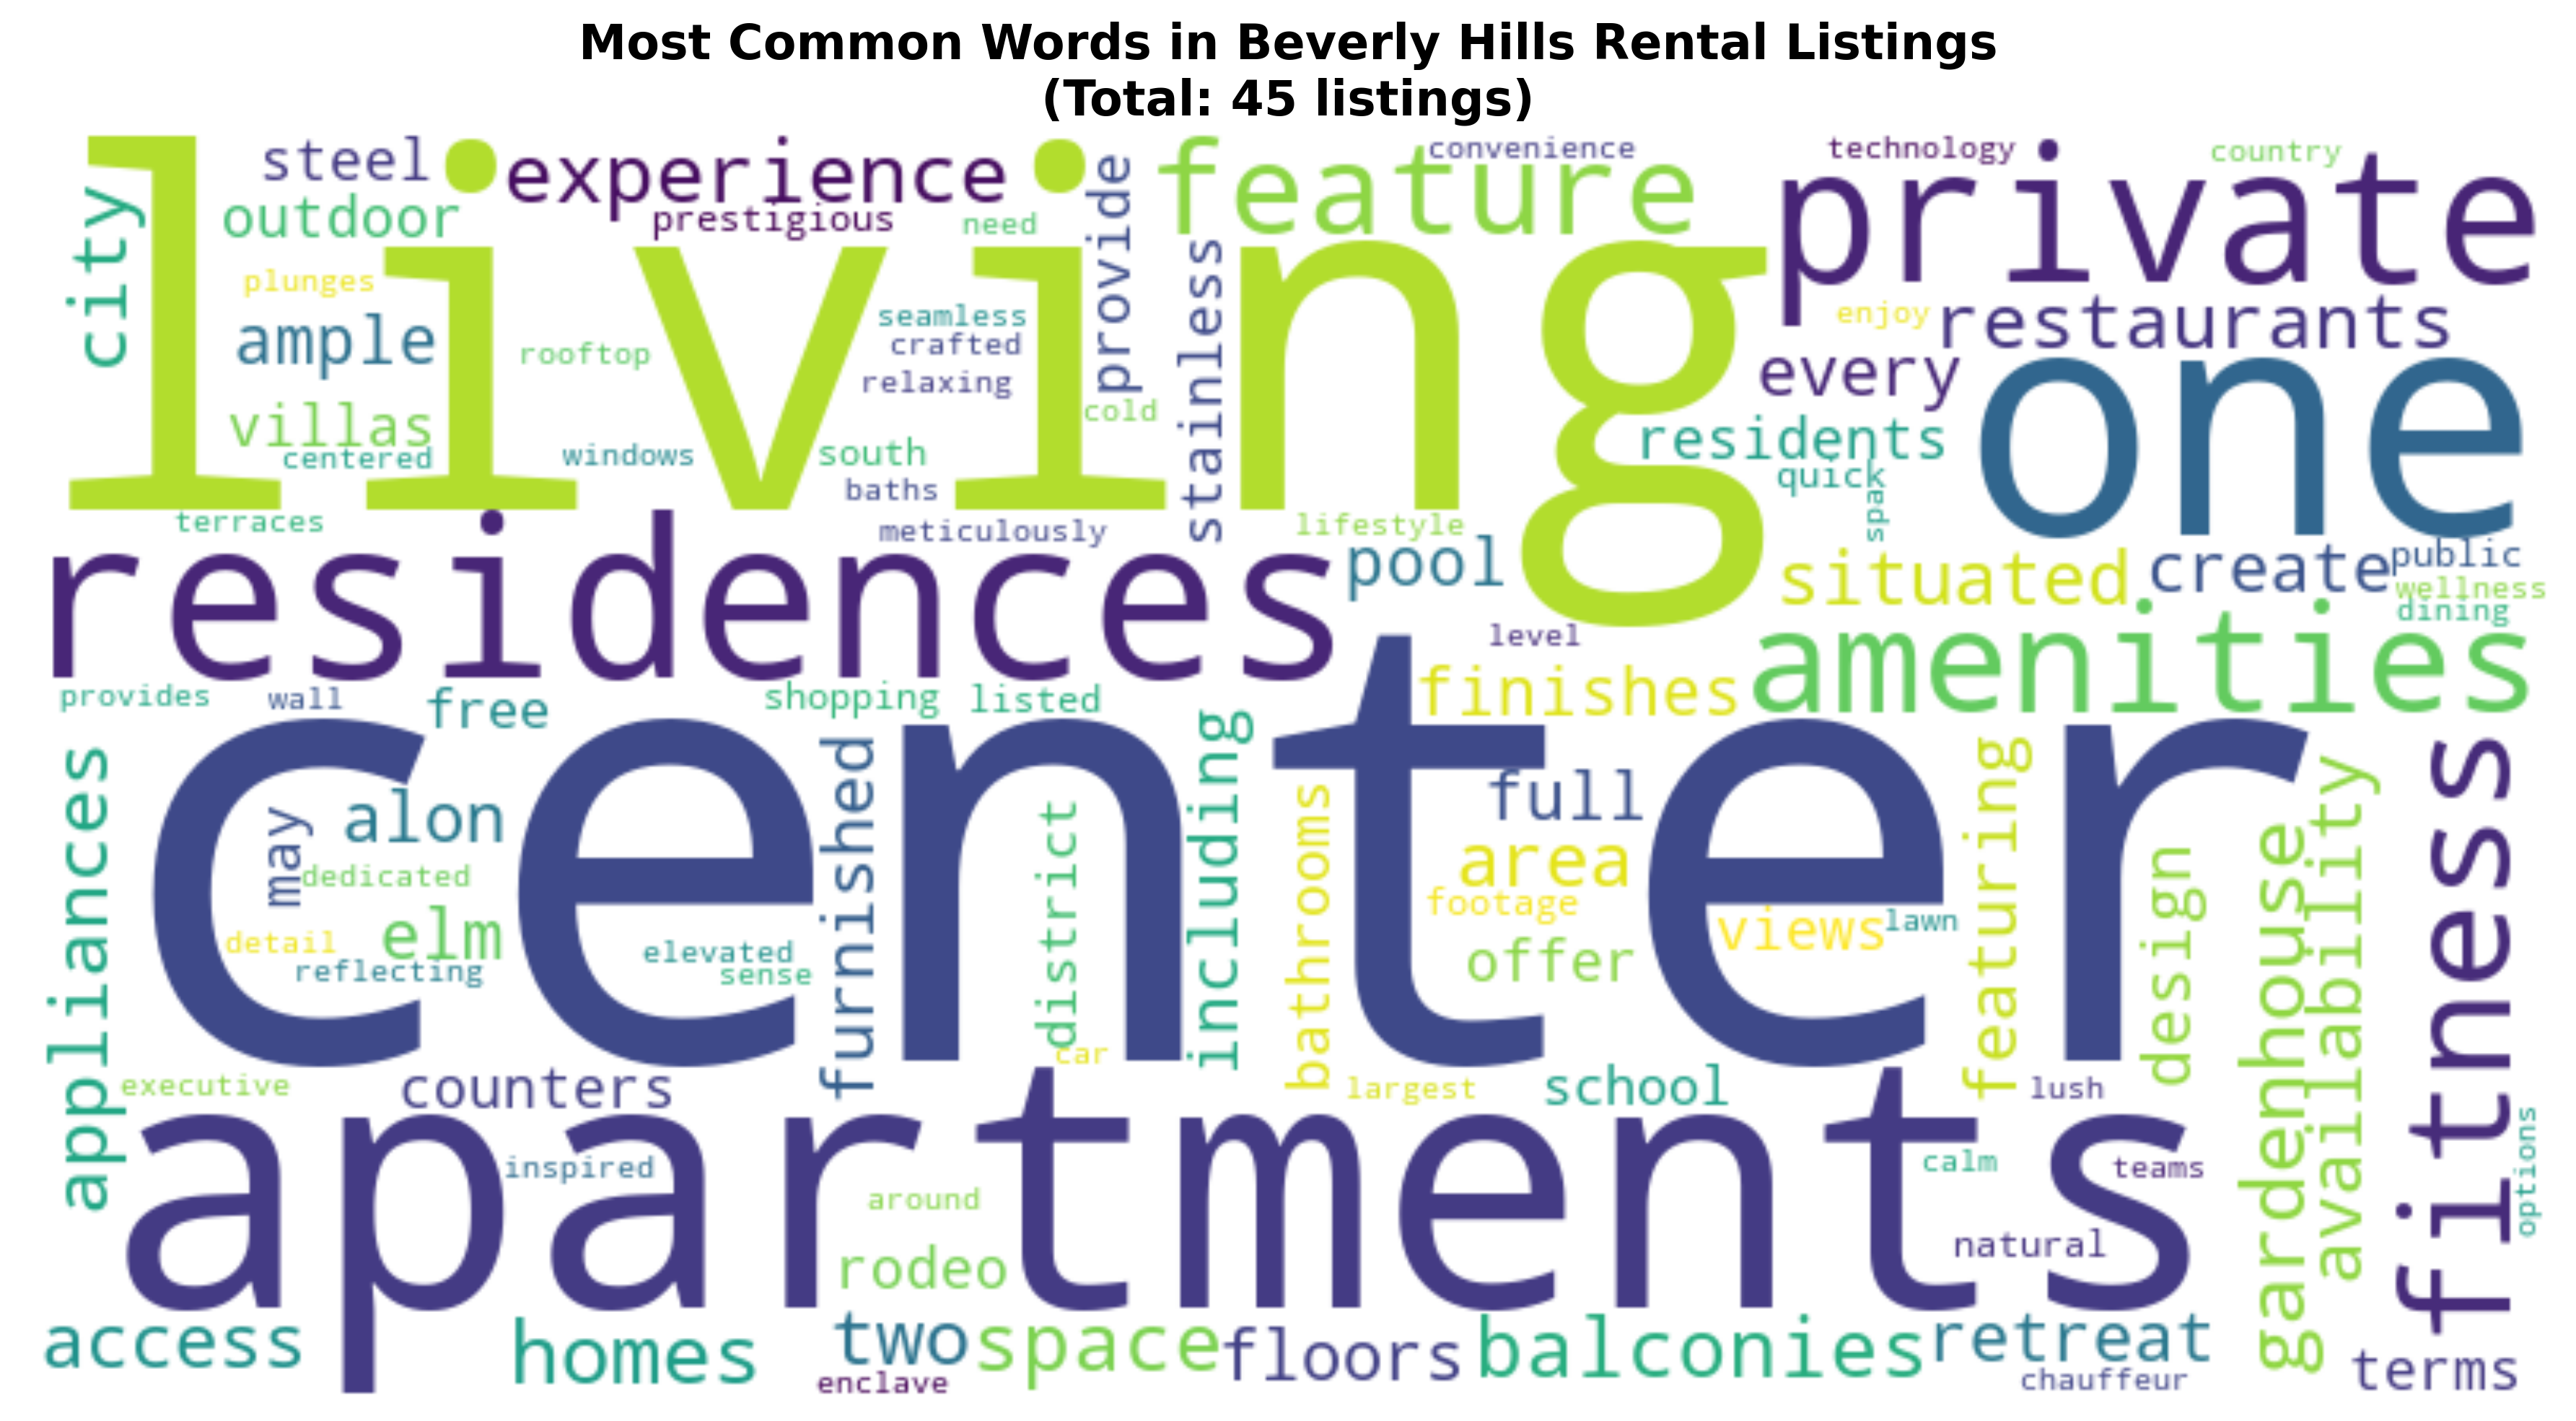 Most Common Words in Beverly Hills Rental Listings
(Total: 45 listings)
living
center
apartments
residences
one
private
feature
amenities
fitness
experience
restaurants
steel
outdoor
city
plunges
ample
villas
centered
terraces
prestigious
need
rooftop
seamless
crafted
relaxing
windows
south
baths
meticulously
provide
cold
stainless
convenience
technology
country
enjoy
every
residents
quick
spa
lifestyle
pool
situated
create
public
wellness
dining
level
finishes
provides
wall
free
shopping
listed
appliances
may
alon
dedicated
elm
detail
reflecting
elevated
sense
furnished
district
including
bathrooms
full
area
footage
offer
views
lawn
featuring
design
gardenhouse
availability
car
executive
counters
largest
school
lush
inspired
around
calm
teams
options
natural
rodeo
access
homes
two
space
floors
balconies
retreat
terms
enclave
chauffeur